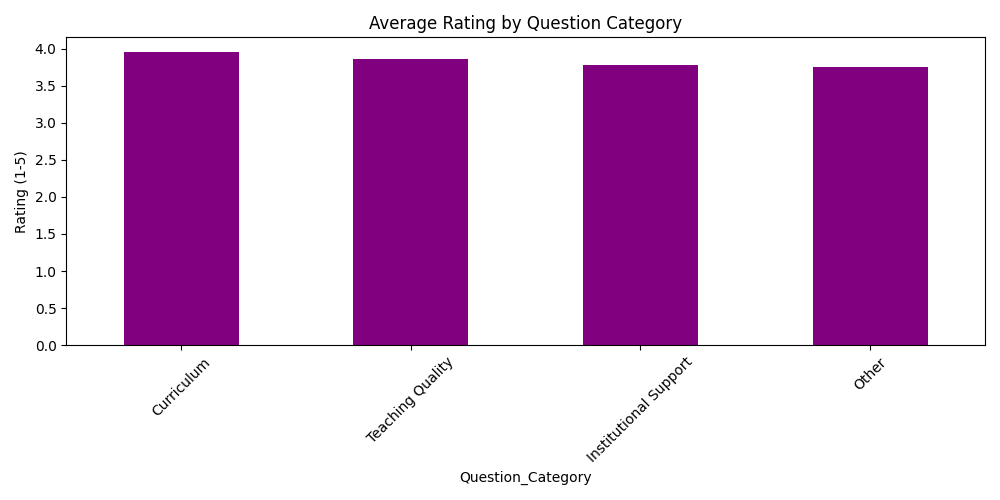 Average Rating by Question Category
Rating (1-5)
4.0
3.5
3.0
2.5
2.0
1.5
1.0
0.5
0.0
Curriculum
Teaching Quality
Institutional Support
Other
Question_Category